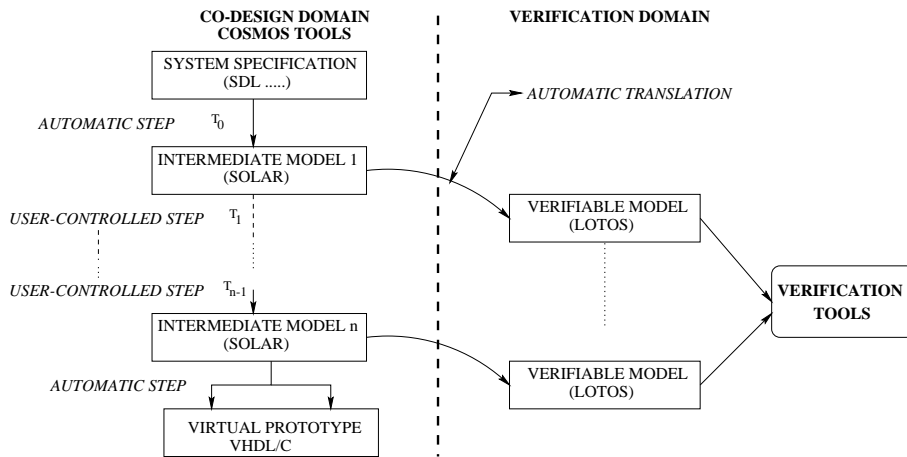 CO-DESIGN DOMAIN
COSMOS TOOLS
VERIFICATION DOMAIN
SYSTEM SPECIFICATION
(SDL .....)
AUTOMATIC TRANSLATION
AUTOMATIC STEP T0
INTERMEDIATE MODEL 1
(SOLAR)
USER-CONTROLLED STEP T1
VERIFIABLE MODEL
(LOTOS)
USER-CONTROLLED STEP Tn-1
VERIFICATION
TOOLS
INTERMEDIATE MODEL n
(SOLAR)
VERIFIABLE MODEL
(LOTOS)
AUTOMATIC STEP
VIRTUAL PROTOTYPE
VHDL/C